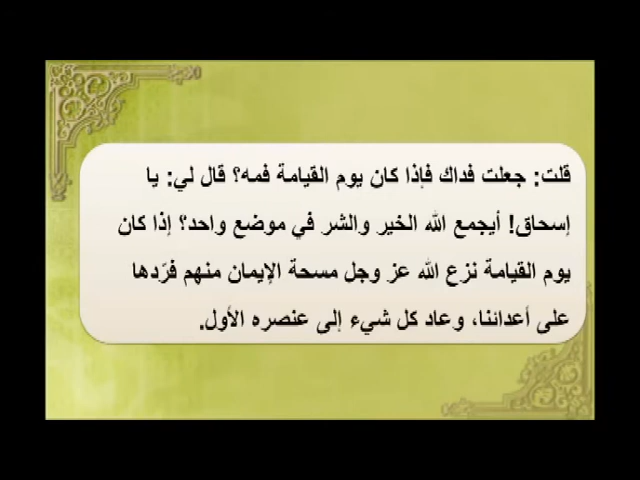 قلت: جعلت فداك فإذا كان يوم القيامة فمه؟ قال لي: يا
إسحاق! أيجمع الله الخير والشر في موضع واحد؟ إذا كان
يوم القيامة نزع الله عز وجل مسحة الإيمان منهم فرّدها
على أعدائنا، وعاد كل شيء إلى عنصره الأول.